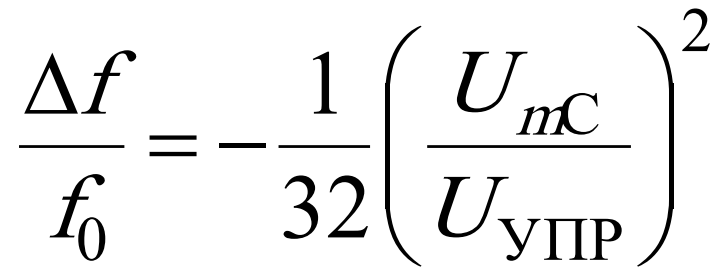 Δf/f₀ = −1/32 (U_mC/U_УПР)²